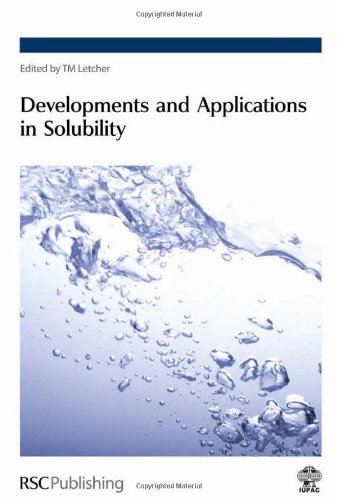 Copyrighted Material
Edited by TM Letcher
Developments and Applications
in Solubility
RSCPublishing
IUPAC
Copyrighted Material